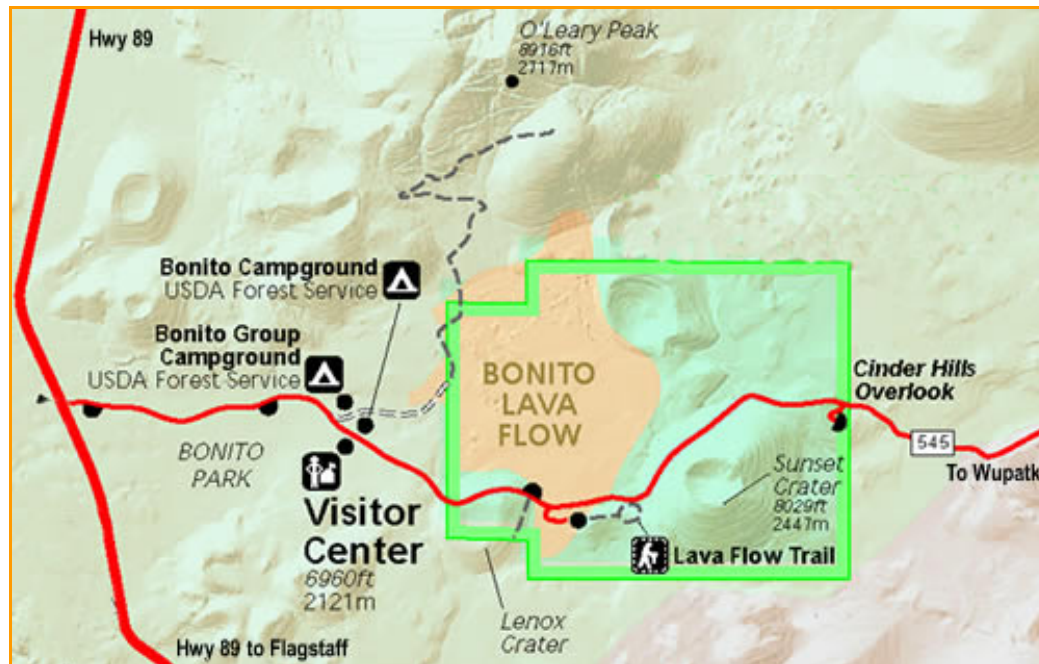 Hwy 89
O'Leary Peak
8916ft
2717m
Bonito Campground
USDA Forest Service
Bonito Group
Campground
USDA Forest Service
BONITO
LAVA
FLOW
Cinder Hills
Overlook
BONITO
PARK
545
To Wupatk
Sunset
Crater
8029ft
2447m
Visitor
Center
6960ft
2121m
Lava Flow Trail
Lenox
Crater
Hwy 89 to Flagstaff